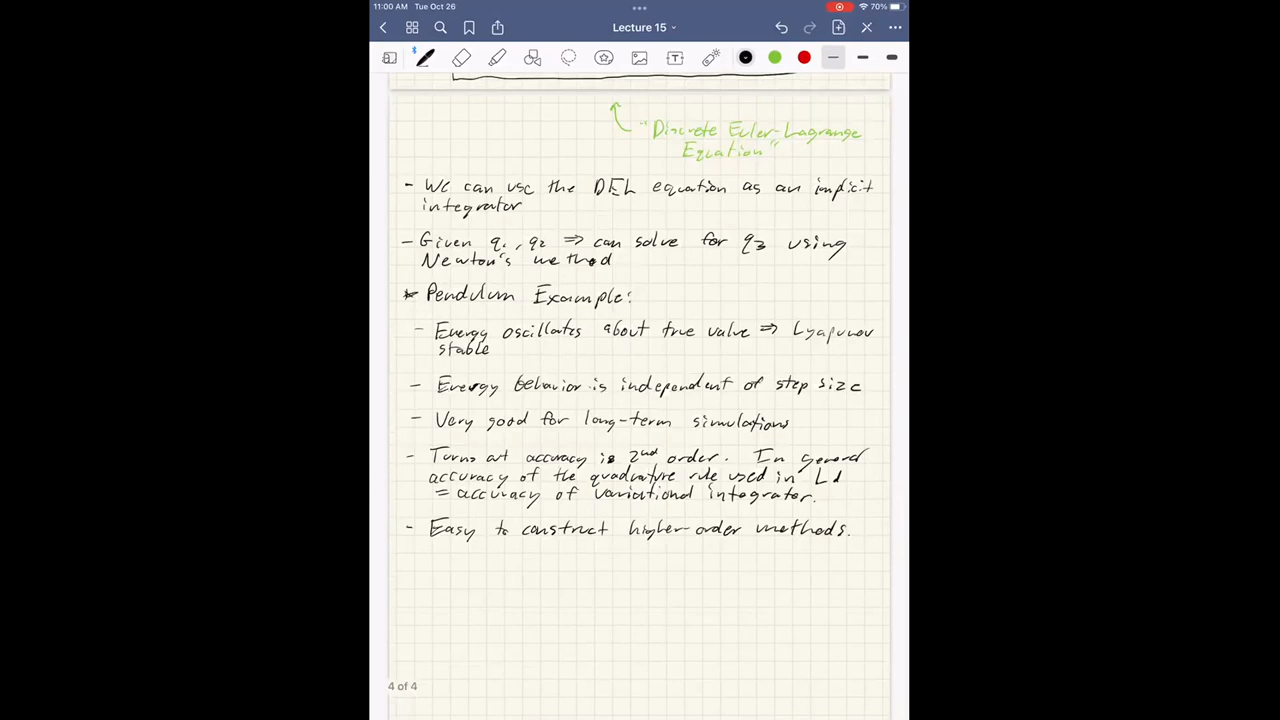 11:00 AM Tue Oct 26
70%
Lecture 15
"Discrete Euler-Lagrange
Equation"
- We can use the DEL equation as an implicit
integrator
- Given q1, q2 ⇒ can solve for q3 using
Newton's method
* Pendulum Example:
- Energy oscillates about true value ⇒ Lyapunov
stable
- Energy behavior is independent of step size
- Very good for long-term simulations
- Turns out accuracy is 2nd order. In general
accuracy of the quadrature rule used in Ld
= accuracy of variational integrator.
- Easy to construct higher-order methods.
4 of 4